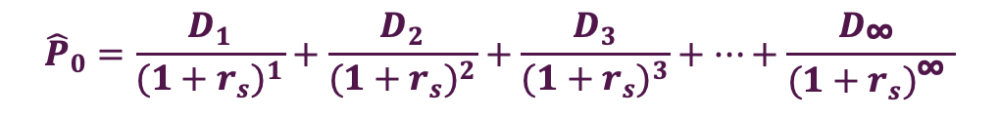 P̂₀ = D₁/(1 + rₛ)¹ + D₂/(1 + rₛ)² + D₃/(1 + rₛ)³ + ⋯ + D∞/(1 + rₛ)^∞